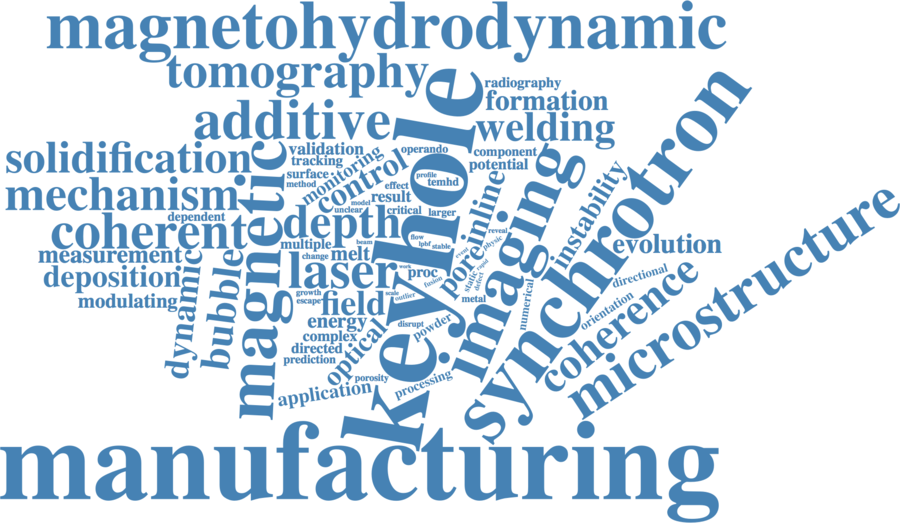 magnetohydrodynamic
tomography
keyhole
radiography
formation
additive
welding
synchrotron
solidification
magnetic
validation
tracking
monitoring
operando
component
potential
imaging
surface
method
control
profile
temhd
mechanism
effect
result
model
unclear
critical
larger
inline
pore
instability
microstructure
dependent
coherent
depth
multiple
beam
flow
lpbf
stable
reveal
physic
evolution
measurement
change
melt
event
rapid
deposition
dynamic
bubble
laser
work
proc
fusion
static
defect
directional
modulating
growth
escape
field
scale
outlier
metal
numerical
orientation
coherence
energy
optical
disrupt
powder
complex
directed
prediction
porosity
processing
application
manufacturing